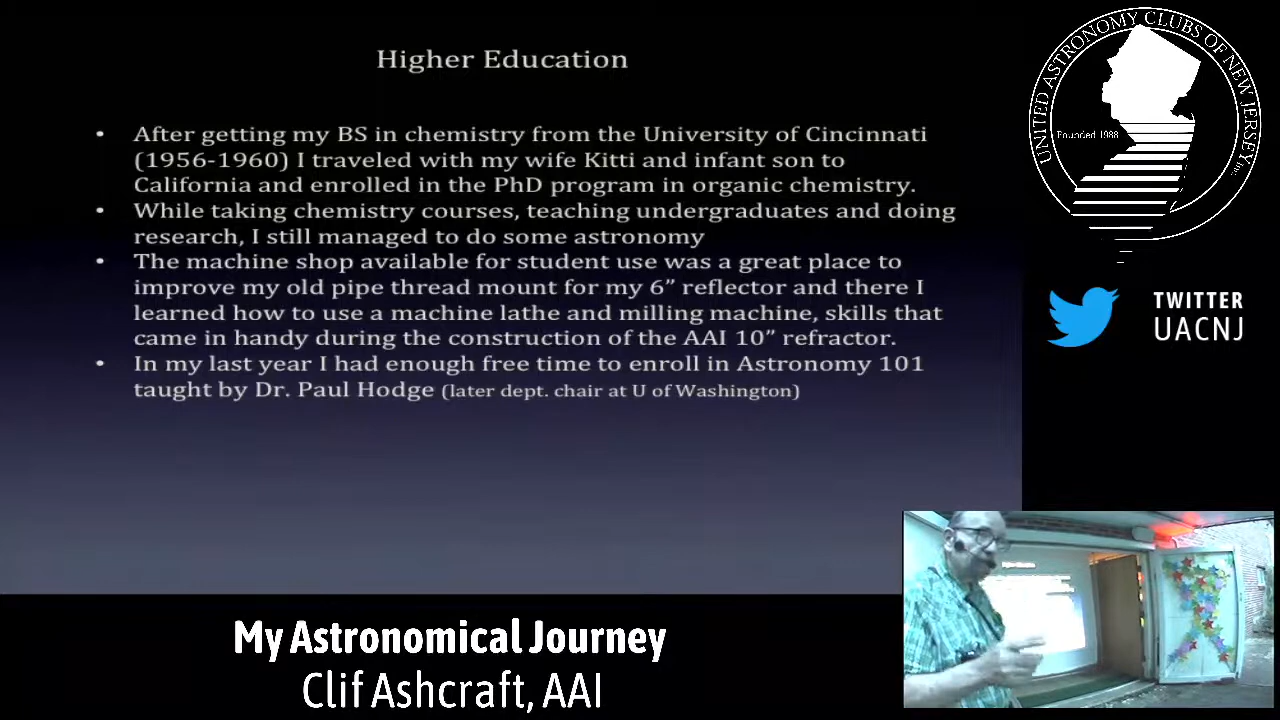 Higher Education
• After getting my BS in chemistry from the University of Cincinnati
(1956-1960) I traveled with my wife Kitti and infant son to
California and enrolled in the PhD program in organic chemistry.
• While taking chemistry courses, teaching undergraduates and doing
research, I still managed to do some astronomy
• The machine shop available for student use was a great place to
improve my old pipe thread mount for my 6” reflector and there I
learned how to use a machine lathe and milling machine, skills that
came in handy during the construction of the AAI 10” refractor.
• In my last year I had enough free time to enroll in Astronomy 101
taught by Dr. Paul Hodge (later dept. chair at U of Washington)
UNITED ASTRONOMY CLUBS OF NEW JERSEY, Inc.
Founded 1988
TWITTER
UACNJ
My Astronomical Journey
Clif Ashcraft, AAI